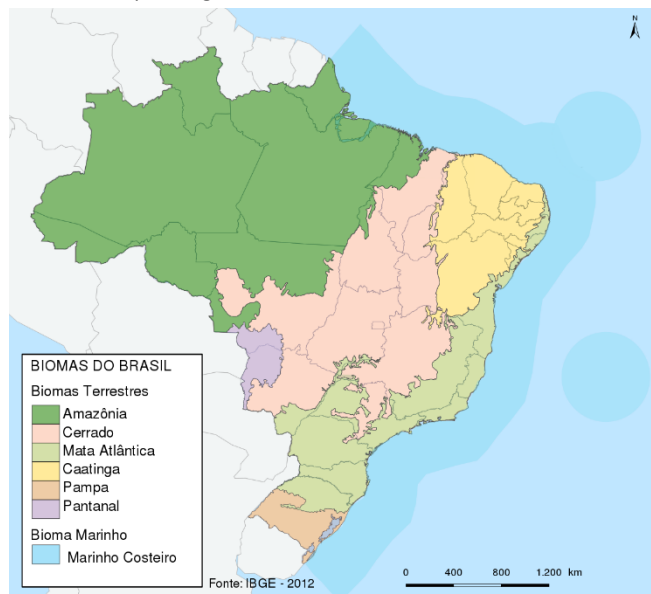 N
BIOMAS DO BRASIL
Biomas Terrestres
Amazônia
Cerrado
Mata Atlântica
Caatinga
Pampa
Pantanal
Bioma Marinho
Marinho Costeiro
Fonte: IBGE - 2012
0 400 800 1.200 km